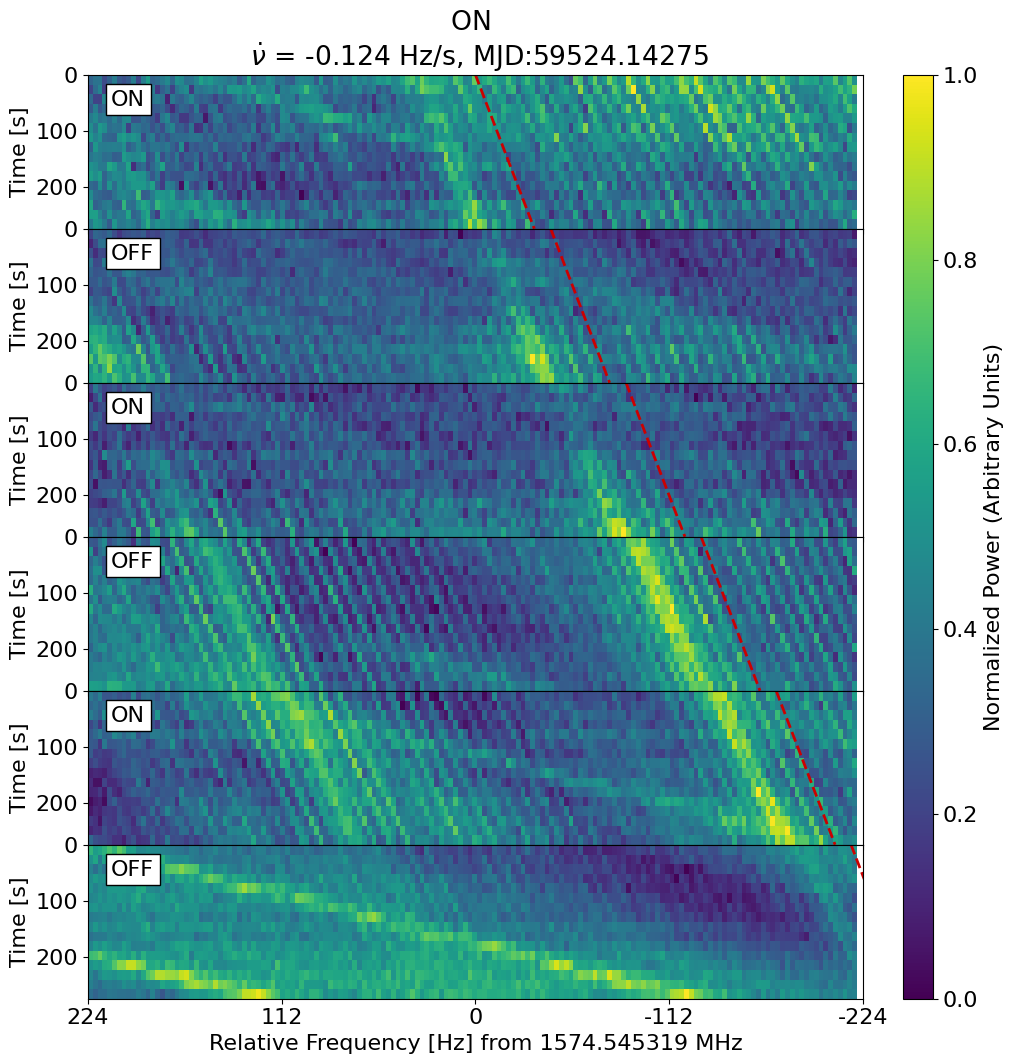 ON
ν̇ = -0.124 Hz/s, MJD:59524.14275
0
ON
100
200
Time [s]
0
OFF
100
200
Time [s]
0
ON
100
200
Time [s]
0
OFF
100
200
Time [s]
0
ON
100
200
Time [s]
0
OFF
100
200
Time [s]
224 112 0 -112 -224
Relative Frequency [Hz] from 1574.545319 MHz
1.0
0.8
0.6
0.4
0.2
0.0
Normalized Power (Arbitrary Units)